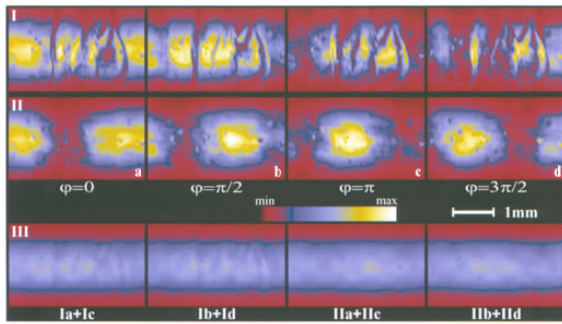 I
II
a b c d
φ=0 φ=π/2 φ=π φ=3π/2
min max
1mm
III
Ia+Ic Ib+Id IIa+IIc IIb+IId